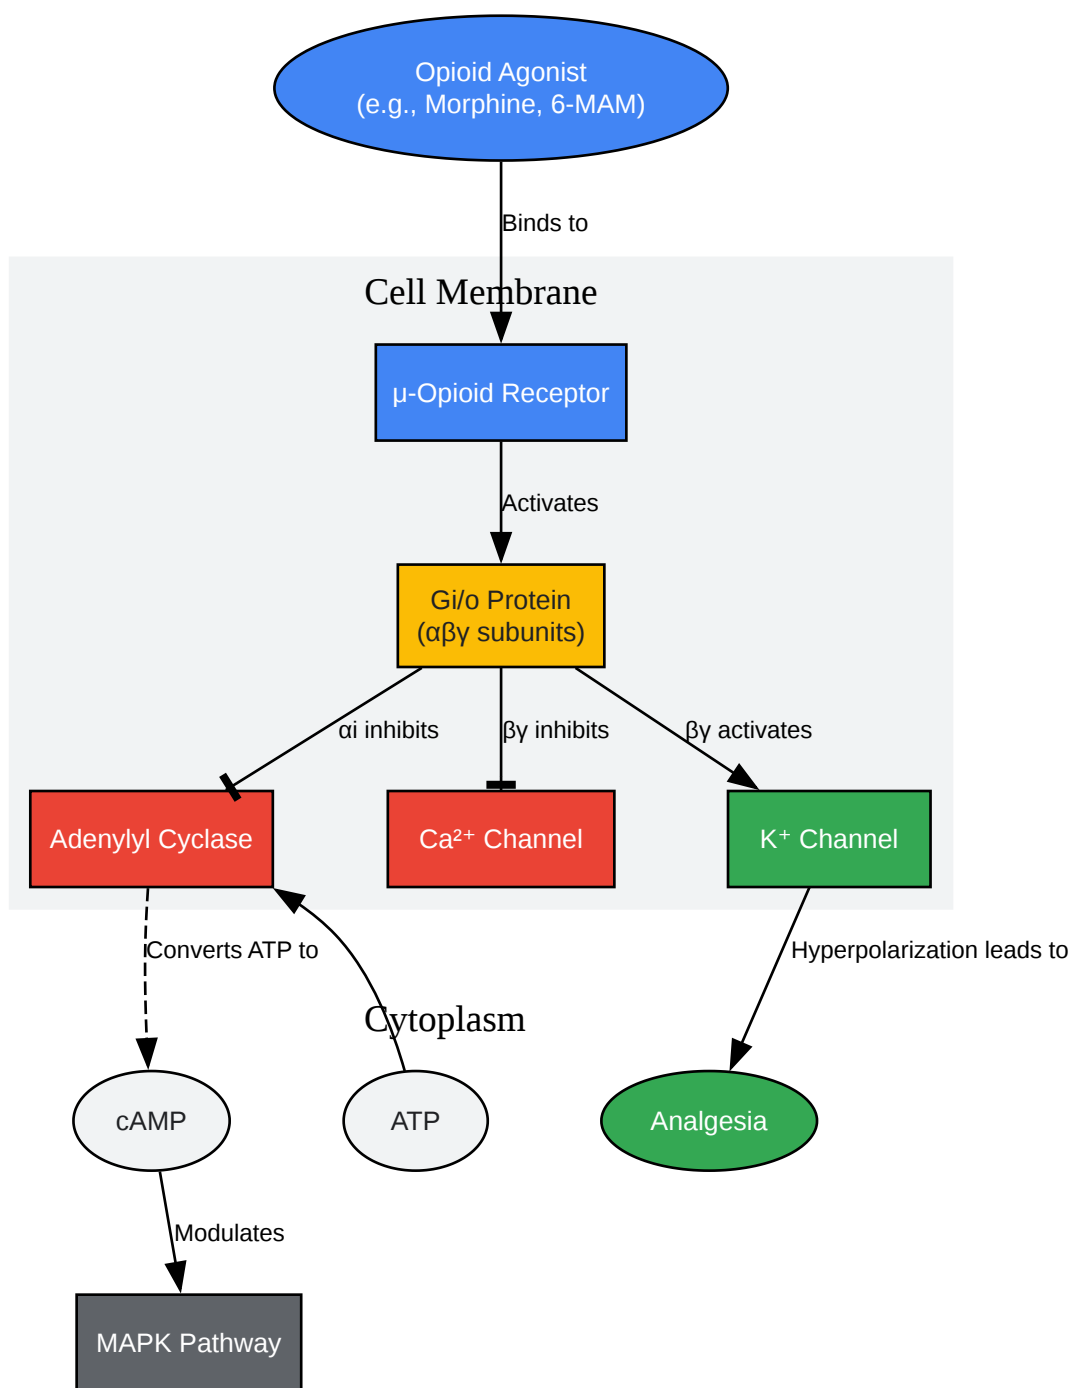 Opioid Agonist
(e.g., Morphine, 6-MAM)
Binds to
Cell Membrane
μ-Opioid Receptor
Activates
Gi/o Protein
(αβγ subunits)
αi inhibits
βγ inhibits
βγ activates
Adenylyl Cyclase
Ca²⁺ Channel
K⁺ Channel
Converts ATP to
Hyperpolarization leads to
Cytoplasm
cAMP
ATP
Analgesia
Modulates
MAPK Pathway